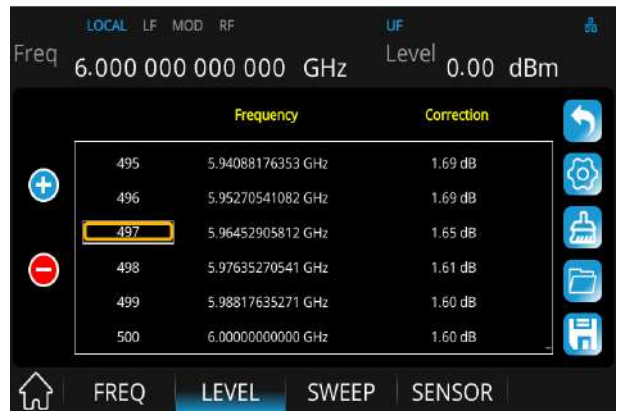 LOCAL LF MOD RF UF
Freq 6.000 000 000 000 GHz Level 0.00 dBm
Frequency Correction
495 5.94088176353 GHz 1.69 dB
496 5.95270541082 GHz 1.69 dB
497 5.96452905812 GHz 1.65 dB
498 5.97635270541 GHz 1.61 dB
499 5.98817635271 GHz 1.60 dB
500 6.00000000000 GHz 1.60 dB
FREQ LEVEL SWEEP SENSOR